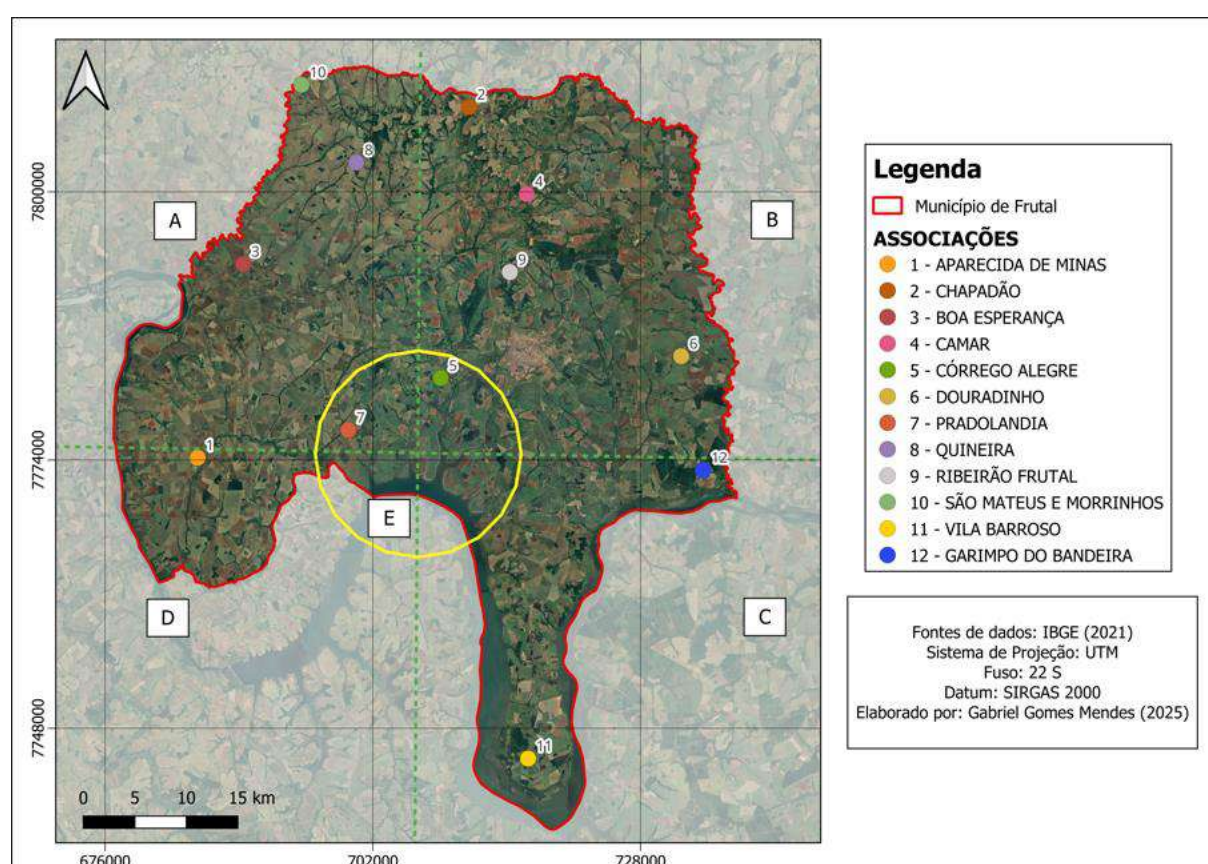 10
2
8
4
7800000
A
B
3
9
6
5
7
1
12
7774000
E
D
C
11
7748000
0 5 10 15 km
676000 702000 728000
Legenda
Município de Frutal
ASSOCIAÇÕES
1 - APARECIDA DE MINAS
2 - CHAPADÃO
3 - BOA ESPERANÇA
4 - CAMAR
5 - CÓRREGO ALEGRE
6 - DOURADINHO
7 - PRADOLANDIA
8 - QUINEIRA
9 - RIBEIRÃO FRUTAL
10 - SÃO MATEUS E MORRINHOS
11 - VILA BARROSO
12 - GARIMPO DO BANDEIRA
Fontes de dados: IBGE (2021)
Sistema de Projeção: UTM
Fuso: 22 S
Datum: SIRGAS 2000
Elaborado por: Gabriel Gomes Mendes (2025)